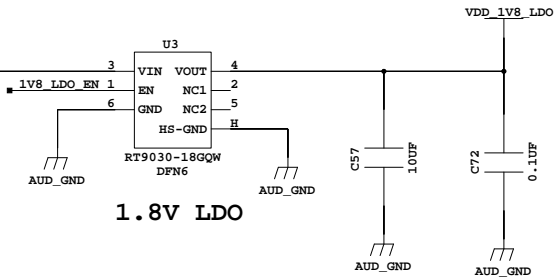 VDD_1V8_LDO
U3
3 VIN VOUT 4
1V8_LDO_EN 1 EN NC1 2
6 GND NC2 5
HS-GND H
RT9030-18GQW
DFN6
AUD_GND
AUD_GND
C57
10UF
C72
0.1UF
1.8V LDO
AUD_GND
AUD_GND